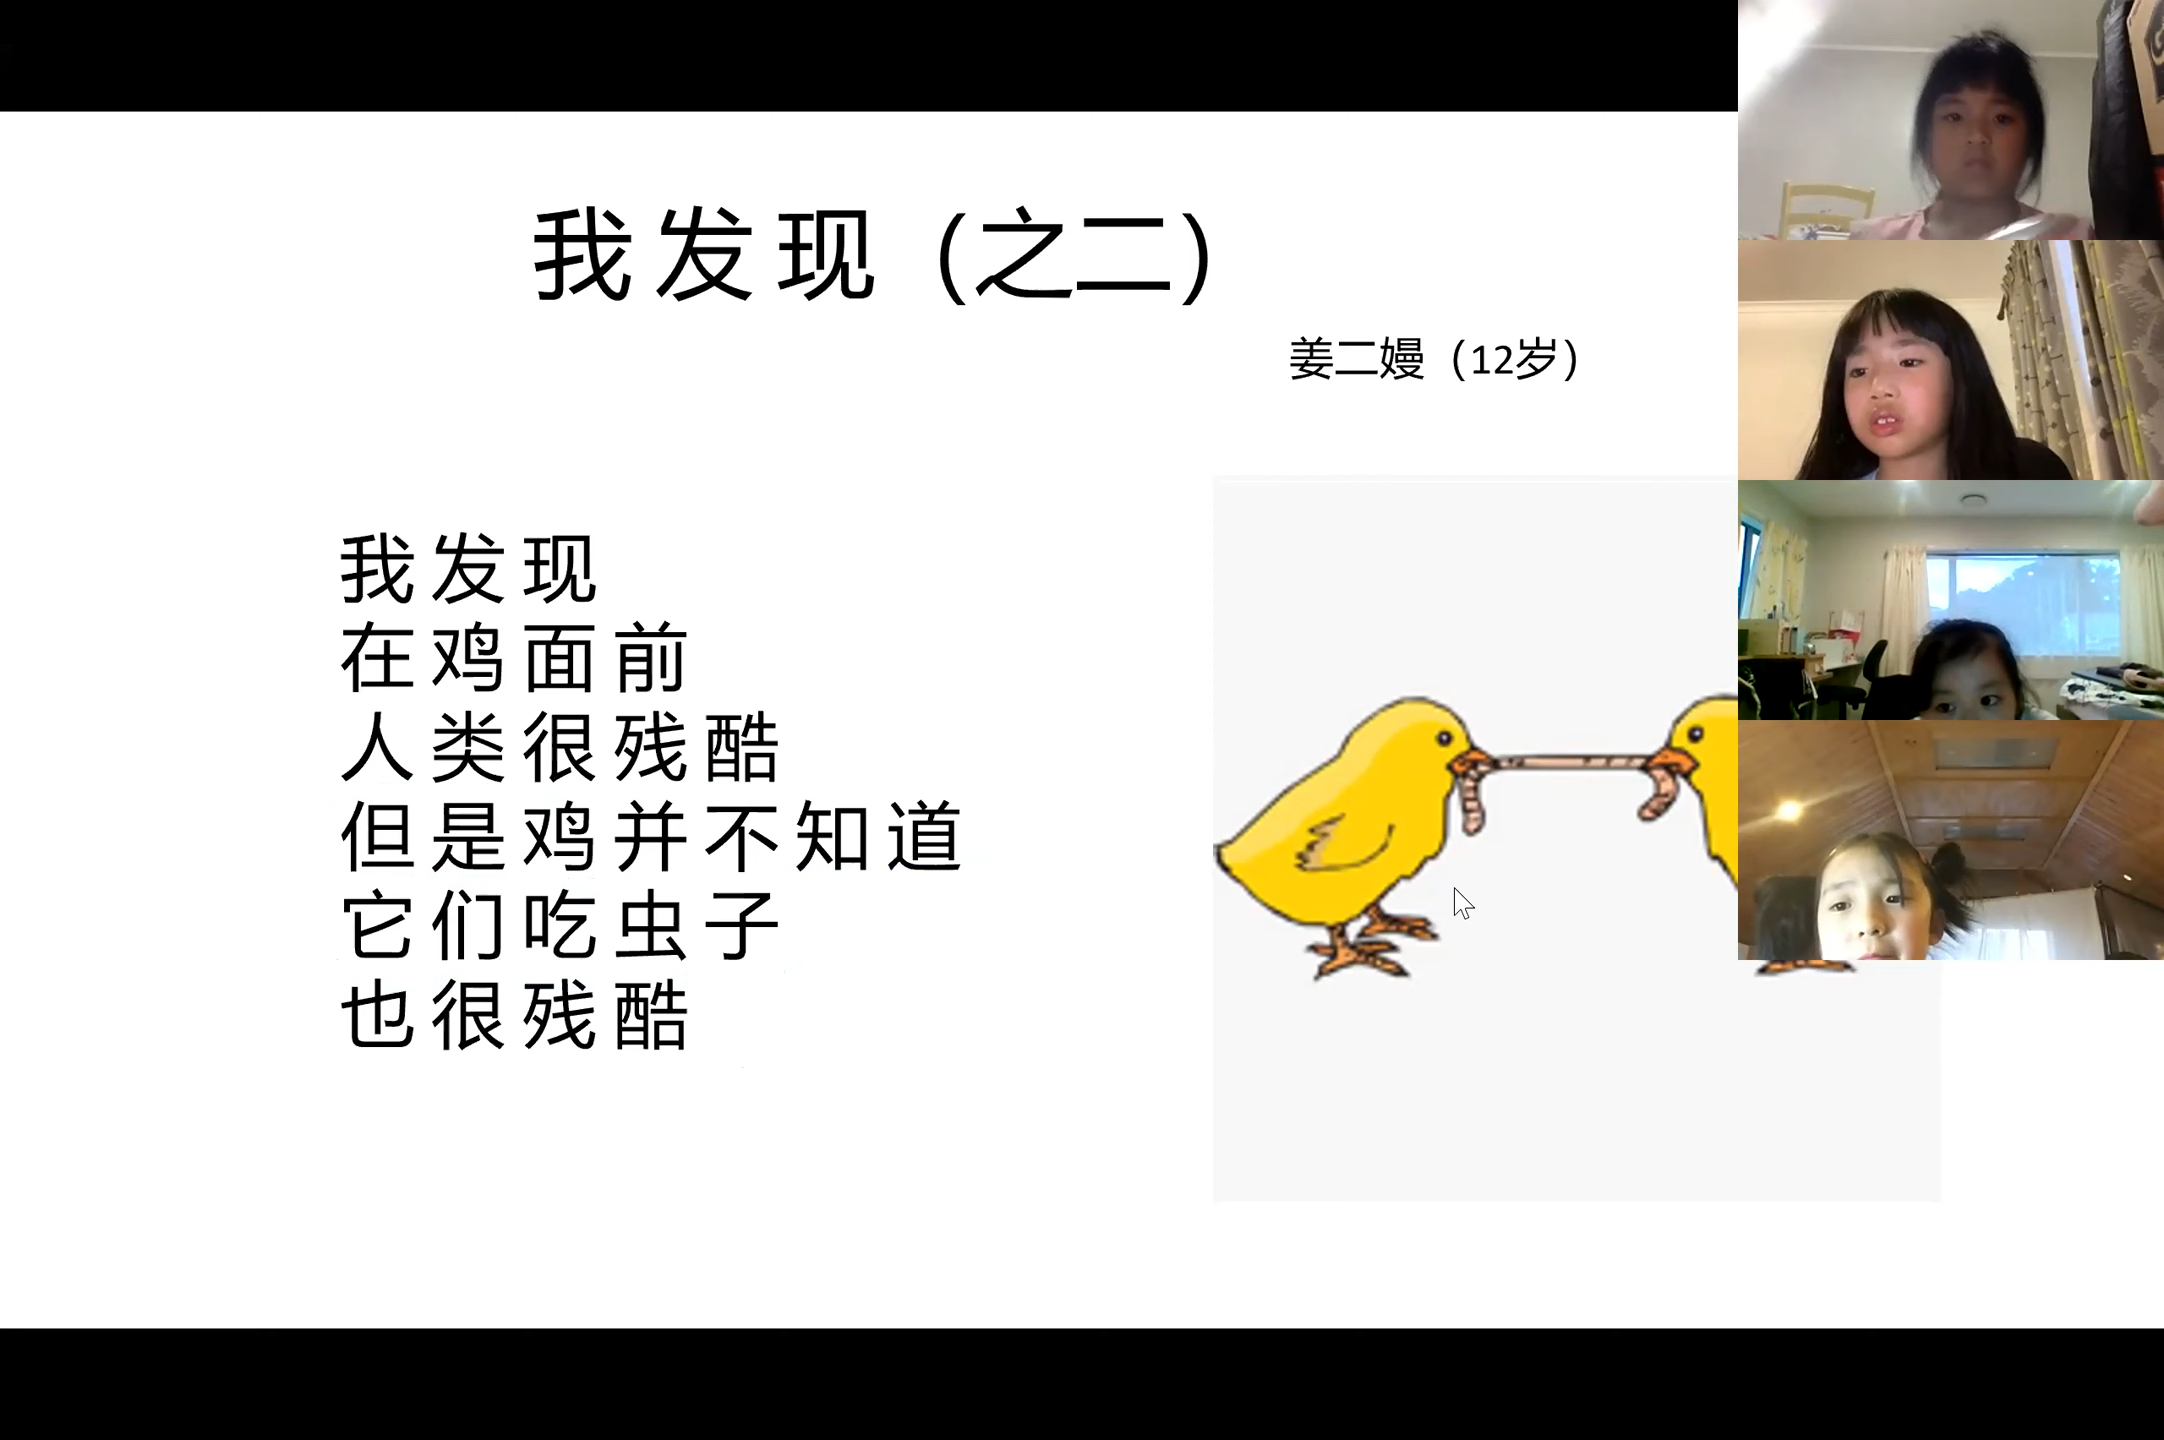 我发现（之二）
姜二嫚（12岁）
我发现
在鸡面前
人类很残酷
但是鸡并不知道
它们吃虫子
也很残酷